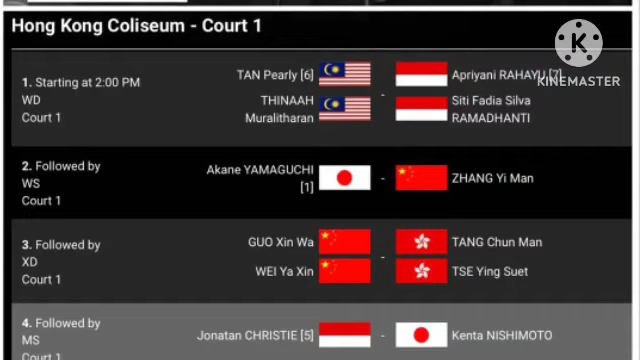 Hong Kong Coliseum - Court 1
1. Starting at 2:00 PM
WD
Court 1
TAN Pearly [6]
THINAAH
Muralitharan
-
Apriyani RAHAYU [7]
Siti Fadia Silva
RAMADHANTI
K
KINEMASTER
2. Followed by
WS
Court 1
Akane YAMAGUCHI
[1]
-
ZHANG Yi Man
3. Followed by
XD
Court 1
GUO Xin Wa
WEI Ya Xin
-
TANG Chun Man
TSE Ying Suet
4. Followed by
MS
Court 1
Jonatan CHRISTIE [5]
-
Kenta NISHIMOTO